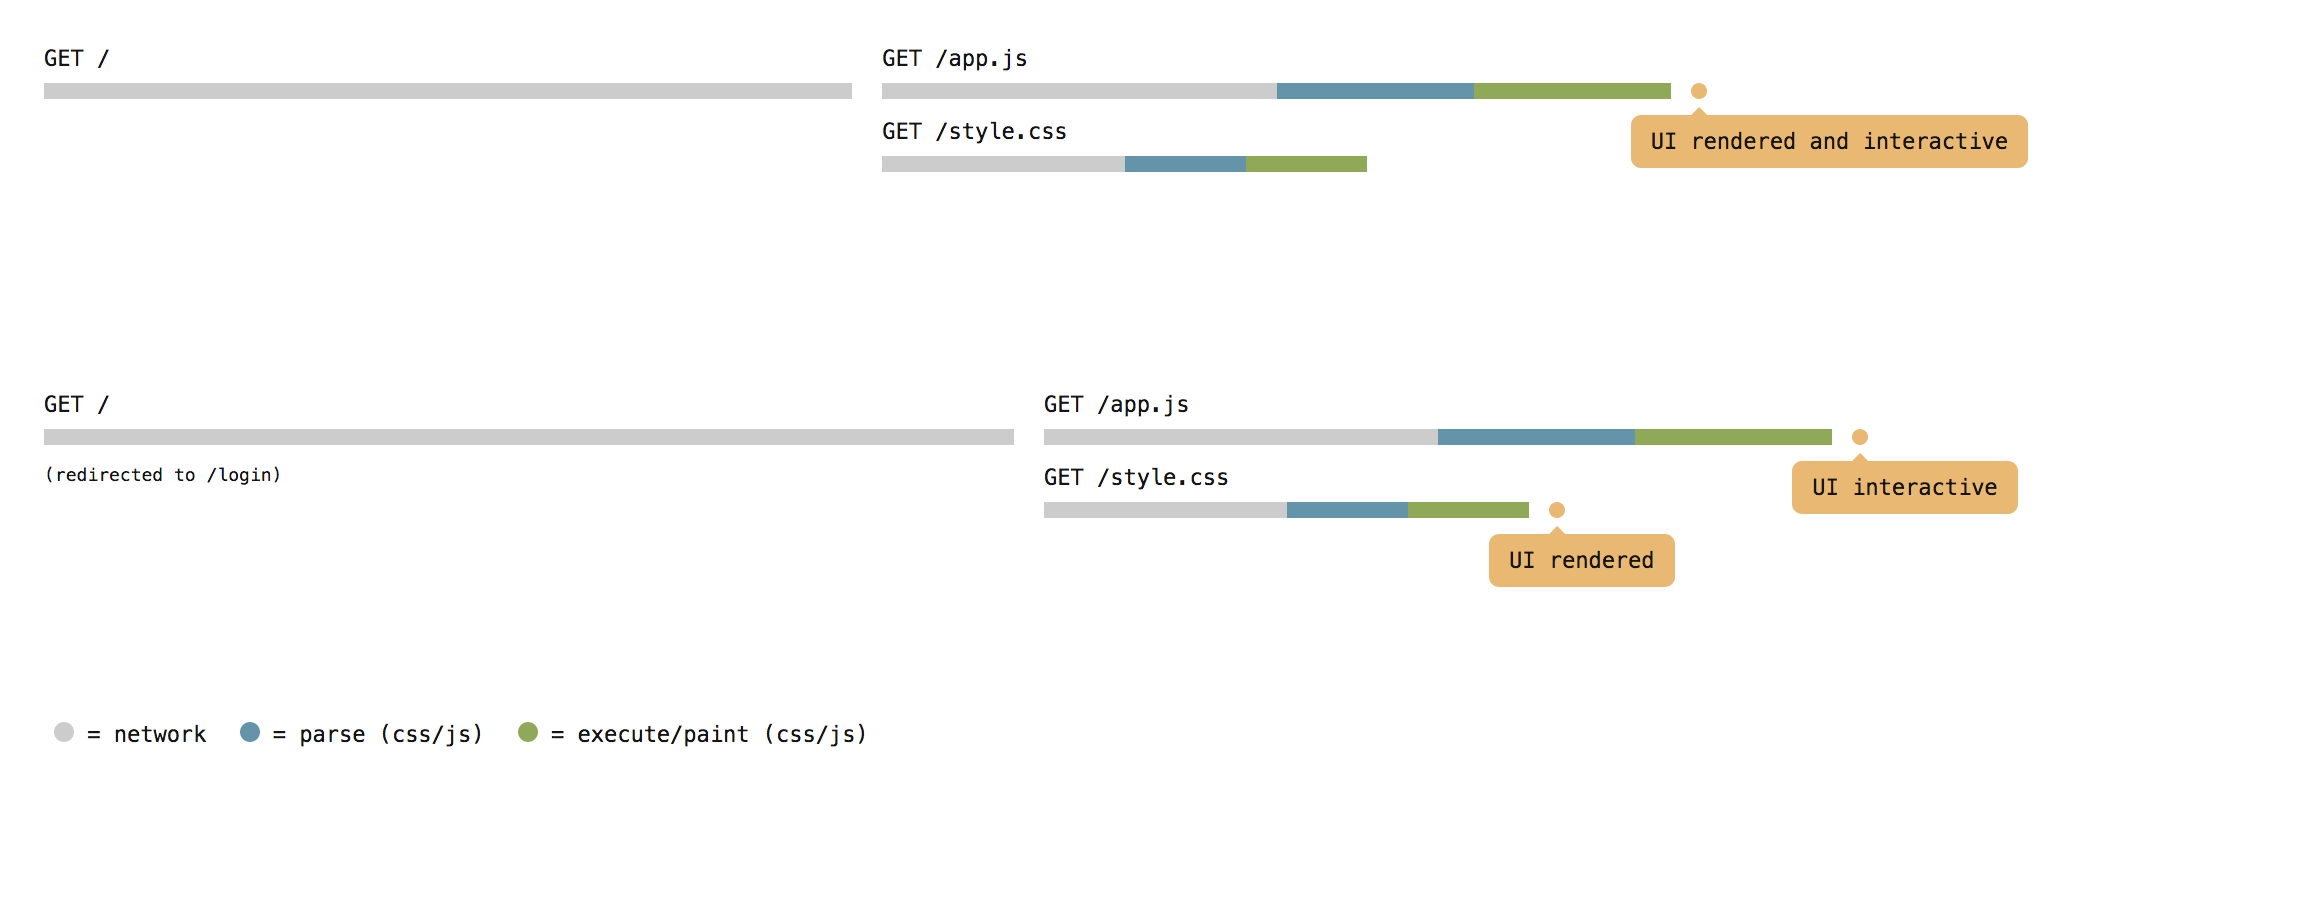 GET /
GET /app.js
GET /style.css
UI rendered and interactive
GET /
(redirected to /login)
GET /app.js
GET /style.css
UI interactive
UI rendered
= network
= parse (css/js)
= execute/paint (css/js)